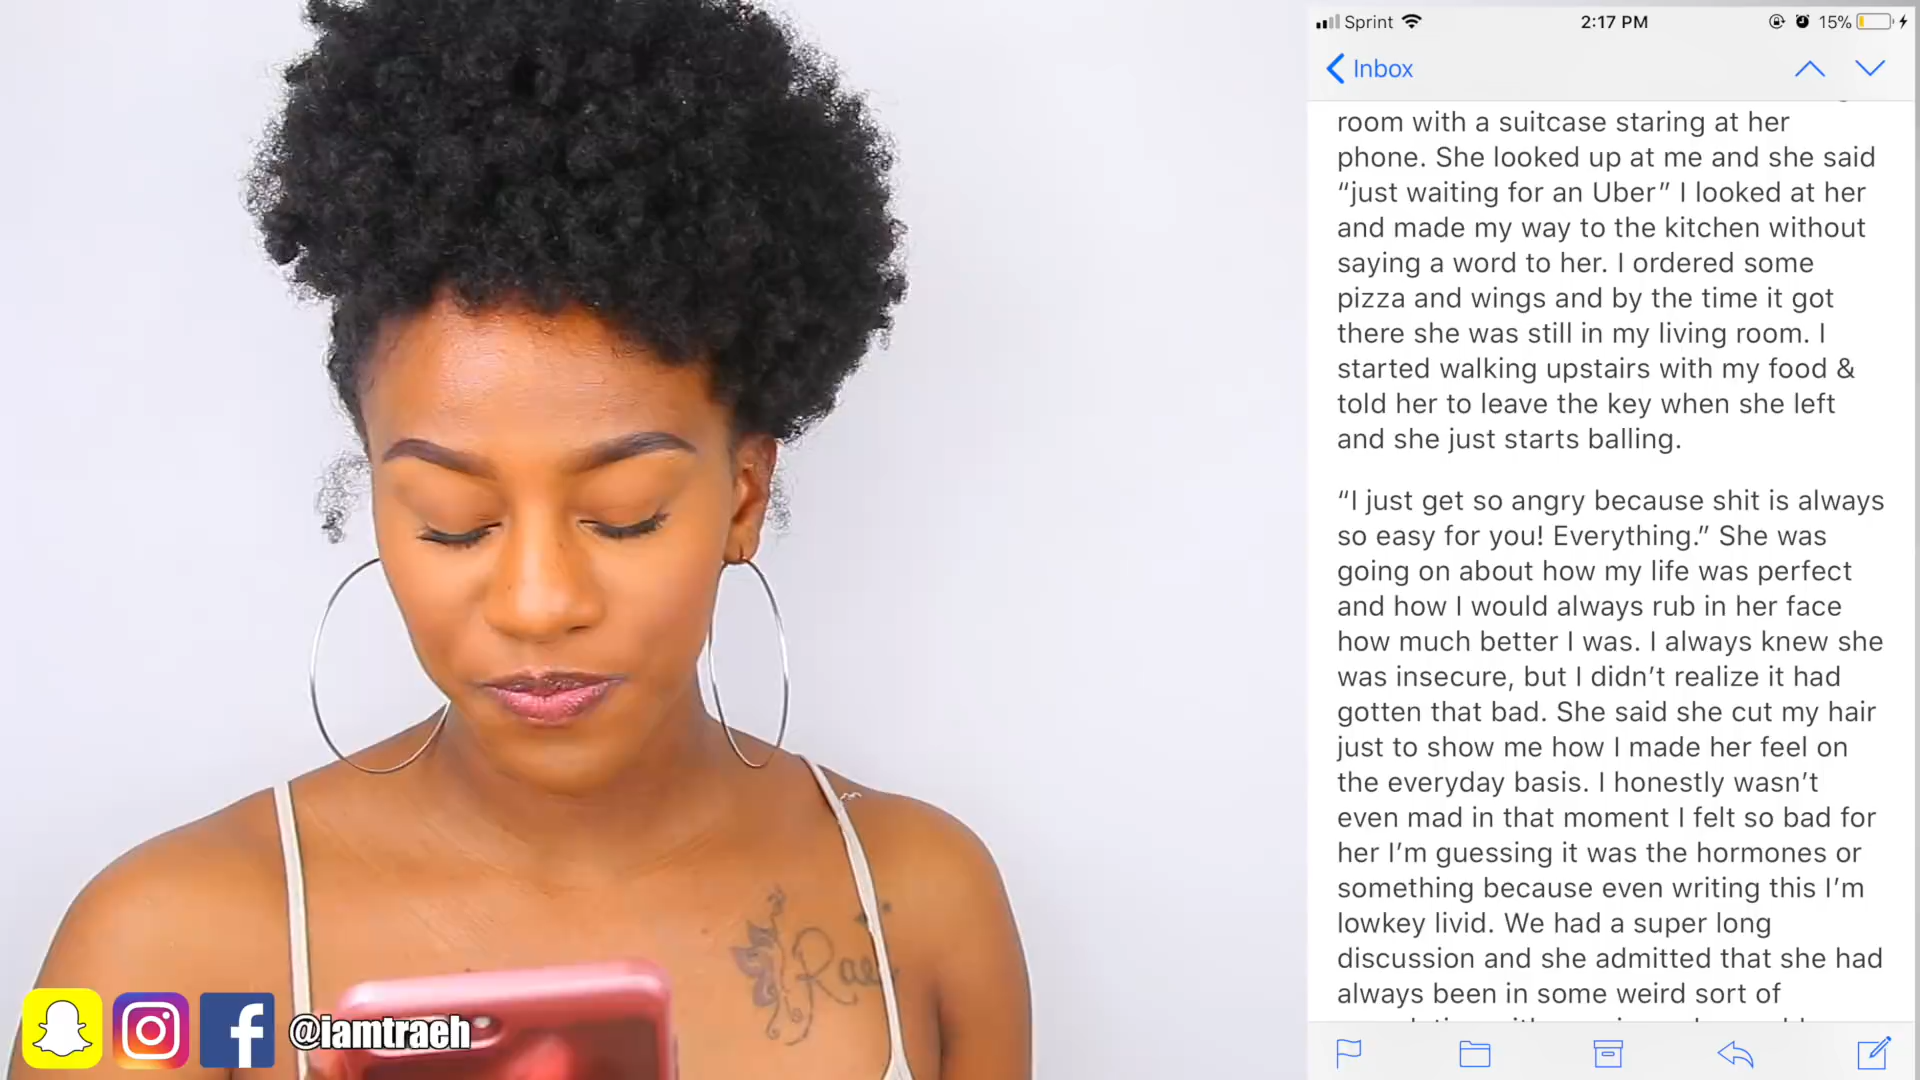 Sprint
2:17 PM
15%
Inbox
room with a suitcase staring at her
phone. She looked up at me and she said
“just waiting for an Uber” I looked at her
and made my way to the kitchen without
saying a word to her. I ordered some
pizza and wings and by the time it got
there she was still in my living room. I
started walking upstairs with my food &
told her to leave the key when she left
and she just starts balling.
“I just get so angry because shit is always
so easy for you! Everything.” She was
going on about how my life was perfect
and how I would always rub in her face
how much better I was. I always knew she
was insecure, but I didn’t realize it had
gotten that bad. She said she cut my hair
just to show me how I made her feel on
the everyday basis. I honestly wasn’t
even mad in that moment I felt so bad for
her I’m guessing it was the hormones or
something because even writing this I’m
lowkey livid. We had a super long
discussion and she admitted that she had
always been in some weird sort of
@iamtraeh